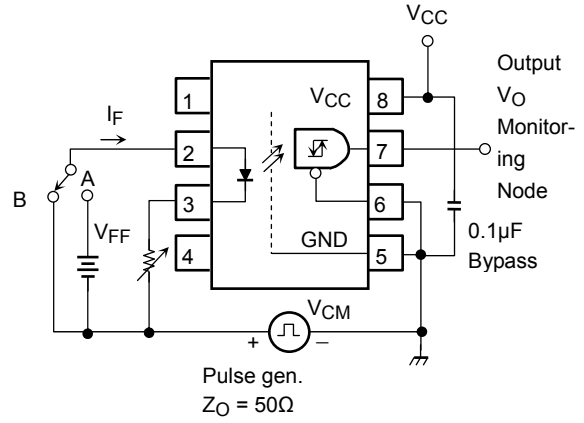 VCC
Output
VO
Monitor-
ing
Node
1
2
3
4
VCC
8
7
6
5
GND
IF
B
A
VFF
0.1μF
Bypass
VCM
+
−
Pulse gen.
ZO = 50Ω